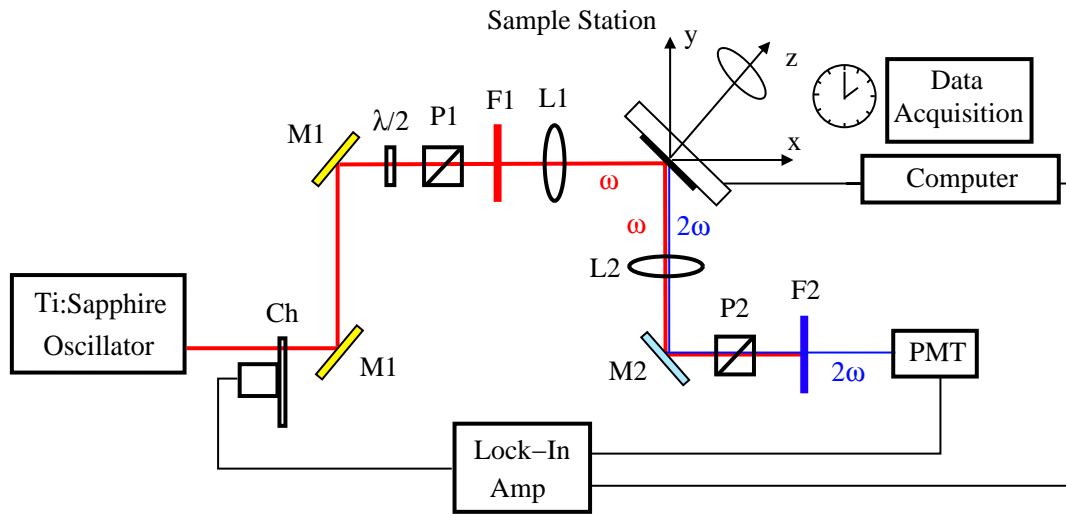 Sample Station
y
z
Data
Acquisition
M1
λ/2
P1
F1
L1
x
Computer
ω
ω
2ω
L2
Ti:Sapphire
Oscillator
Ch
M1
P2
F2
M2
2ω
PMT
Lock−In
Amp